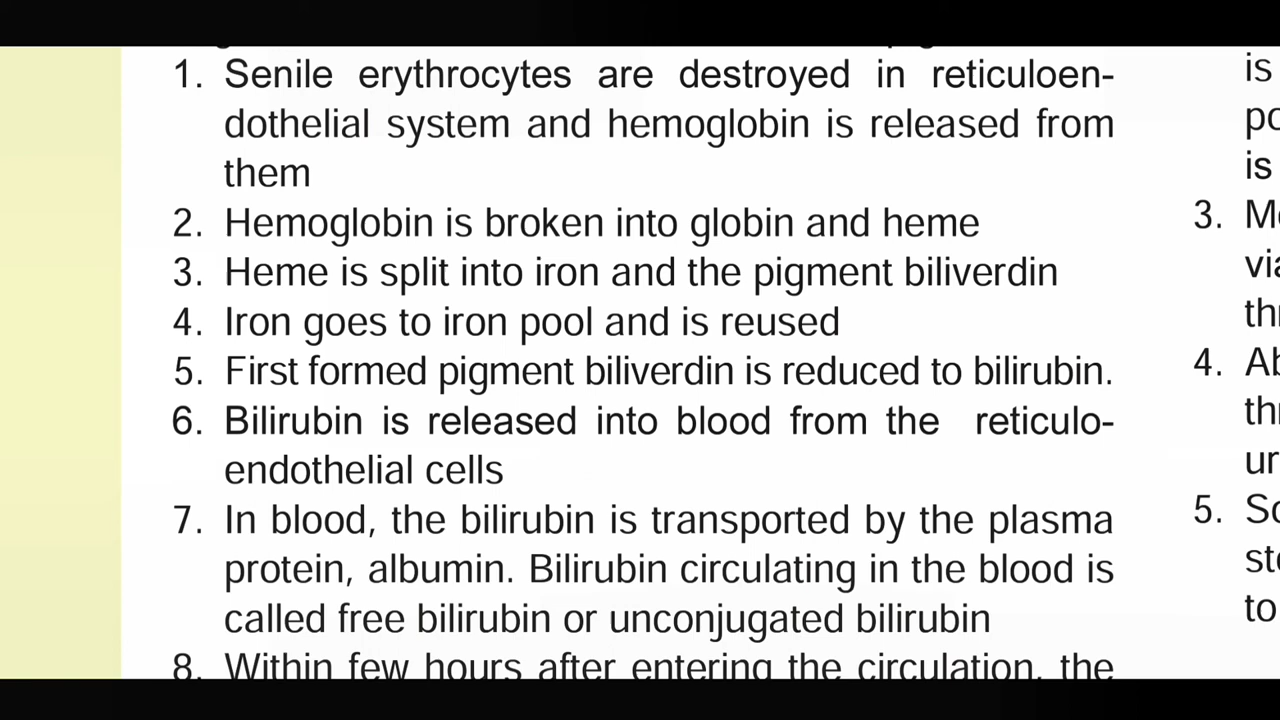 1. Senile erythrocytes are destroyed in reticuloen-
dothelial system and hemoglobin is released from
them
2. Hemoglobin is broken into globin and heme
3. Heme is split into iron and the pigment biliverdin
4. Iron goes to iron pool and is reused
5. First formed pigment biliverdin is reduced to bilirubin.
6. Bilirubin is released into blood from the reticulo-
endothelial cells
7. In blood, the bilirubin is transported by the plasma
protein, albumin. Bilirubin circulating in the blood is
called free bilirubin or unconjugated bilirubin
8. Within few hours after entering the circulation, the
is
is
3.
4.
5.
to